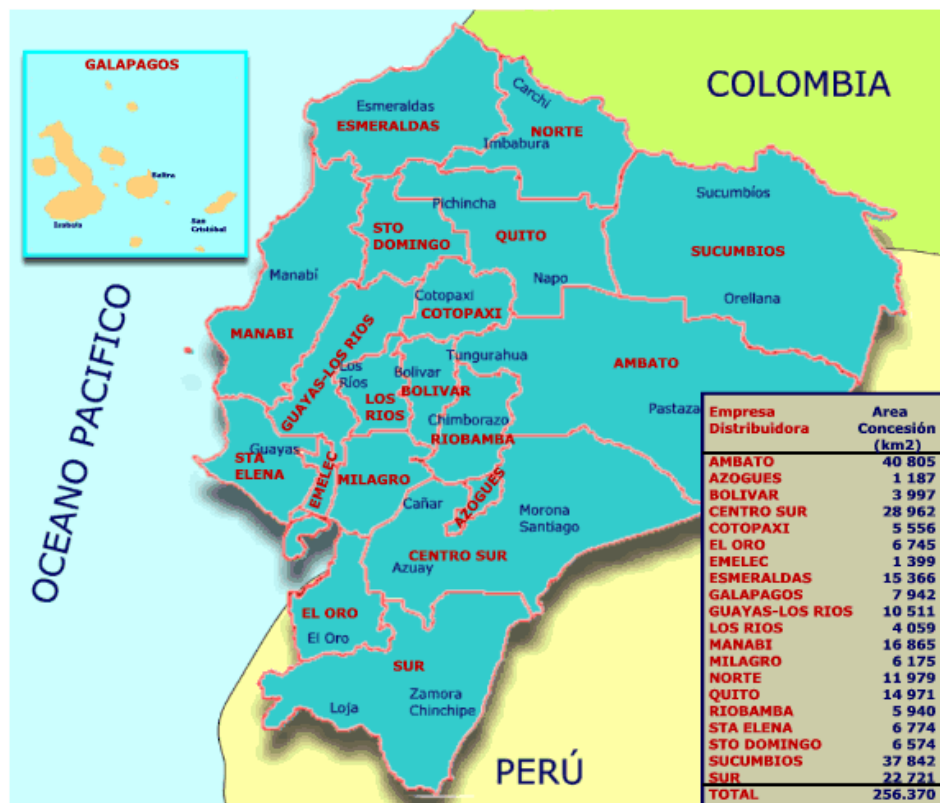 GALAPAGOS
Baltra
Isabela
San
Cristóbal
COLOMBIA
OCEANO PACIFICO
PERÚ
Esmeraldas
ESMERALDAS
Carchi
NORTE
Imbabura
Pichincha
STO
DOMINGO
QUITO
Napo
Sucumbíos
SUCUMBIOS
Orellana
Manabí
MANABI
Cotopaxi
COTOPAXI
GUAYAS-LOS RIOS
Los
Ríos
LOS
RIOS
Bolivar
BOLIVAR
Tungurahua
AMBATO
Pastaza
Chimborazo
RIOBAMBA
Guayas
STA
ELENA
EMELEC
MILAGRO
Cañar
AZOGUES
Morona
Santiago
CENTRO SUR
Azuay
EL ORO
El Oro
SUR
Loja
Zamora
Chinchipe
Empresa Area
Distribuidora Concesión
(km2)
AMBATO 40 805
AZOGUES 1 187
BOLIVAR 3 997
CENTRO SUR 28 962
COTOPAXI 5 556
EL ORO 6 745
EMELEC 1 399
ESMERALDAS 15 366
GALAPAGOS 7 942
GUAYAS-LOS RIOS 10 511
LOS RIOS 4 059
MANABI 16 865
MILAGRO 6 175
NORTE 11 979
QUITO 14 971
RIOBAMBA 5 940
STA ELENA 6 774
STO DOMINGO 6 574
SUCUMBIOS 37 842
SUR 22 721
TOTAL 256.370